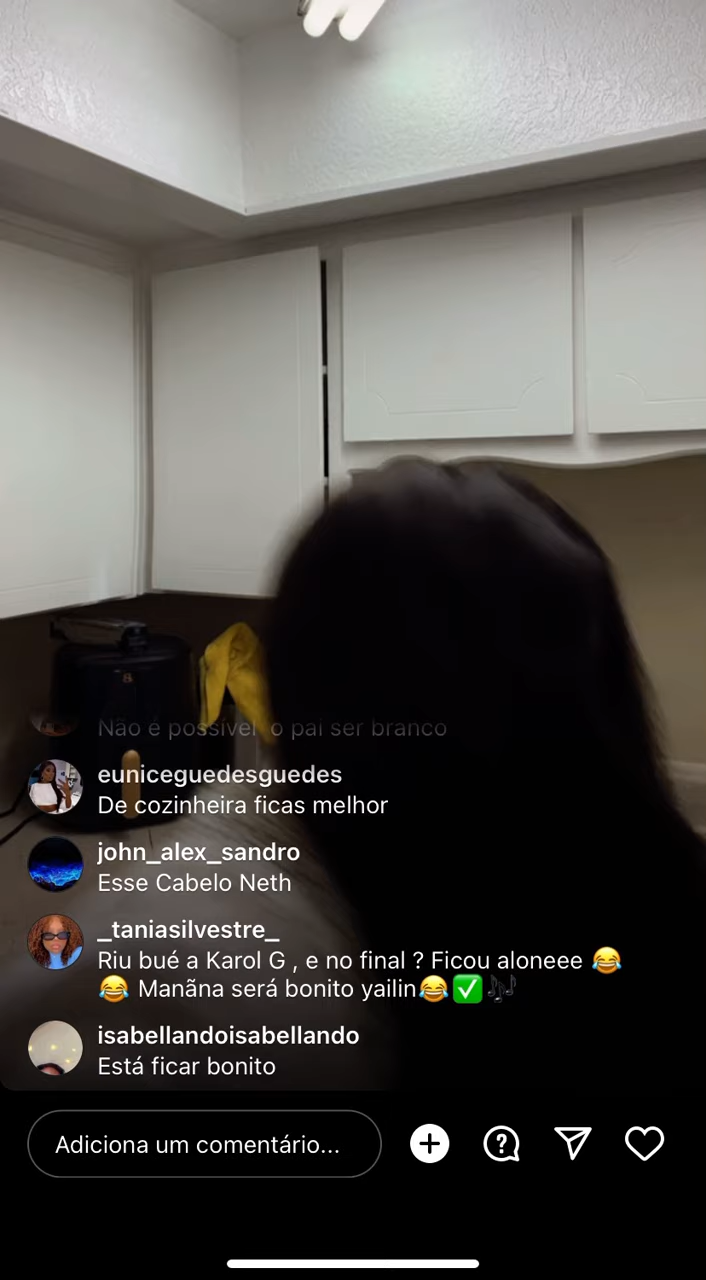 Não é possível o pai ser branco
euniceguedesguedes
De cozinheira ficas melhor
john_alex_sandro
Esse Cabelo Neth
_taniasilvestre_
Riu bué a Karol G , e no final ? Ficou aloneee 😂
😂 Manãna será bonito yailin😂✅🎶
isabellandoisabellando
Está ficar bonito
Adiciona um comentário...